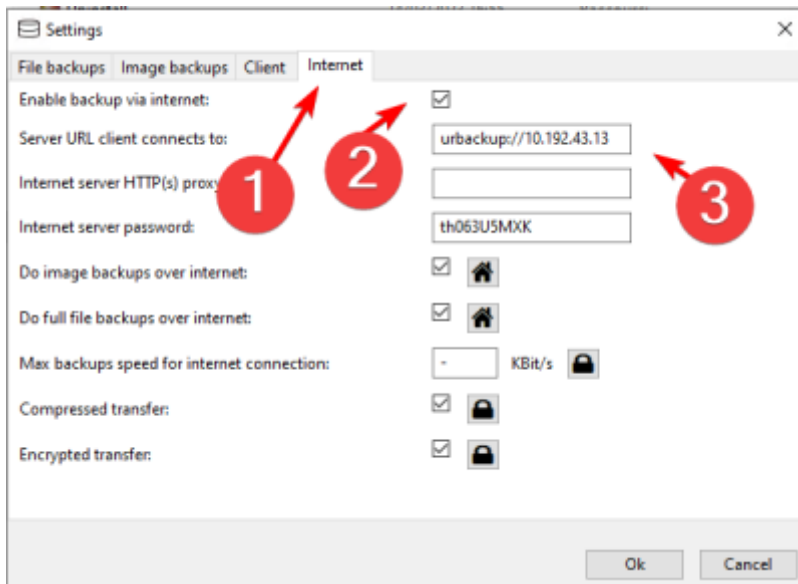 Settings
File backups Image backups Client Internet
Enable backup via internet:
Server URL client connects to: urbackup://10.192.43.13
Internet server HTTP(s) proxy
Internet server password: th063U5MXK
Do image backups over internet:
Do full file backups over internet:
Max backups speed for internet connection: - KBit/s
Compressed transfer:
Encrypted transfer:
1
2
3
Ok Cancel